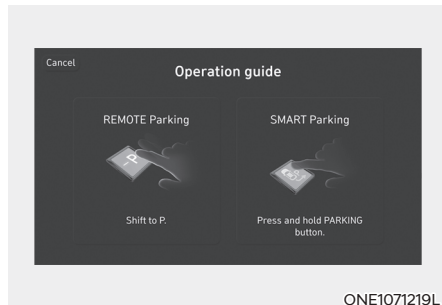 Cancel
Operation guide
REMOTE Parking
SMART Parking
P
Shift to P.
Press and hold PARKING
button.
ONE1071219L